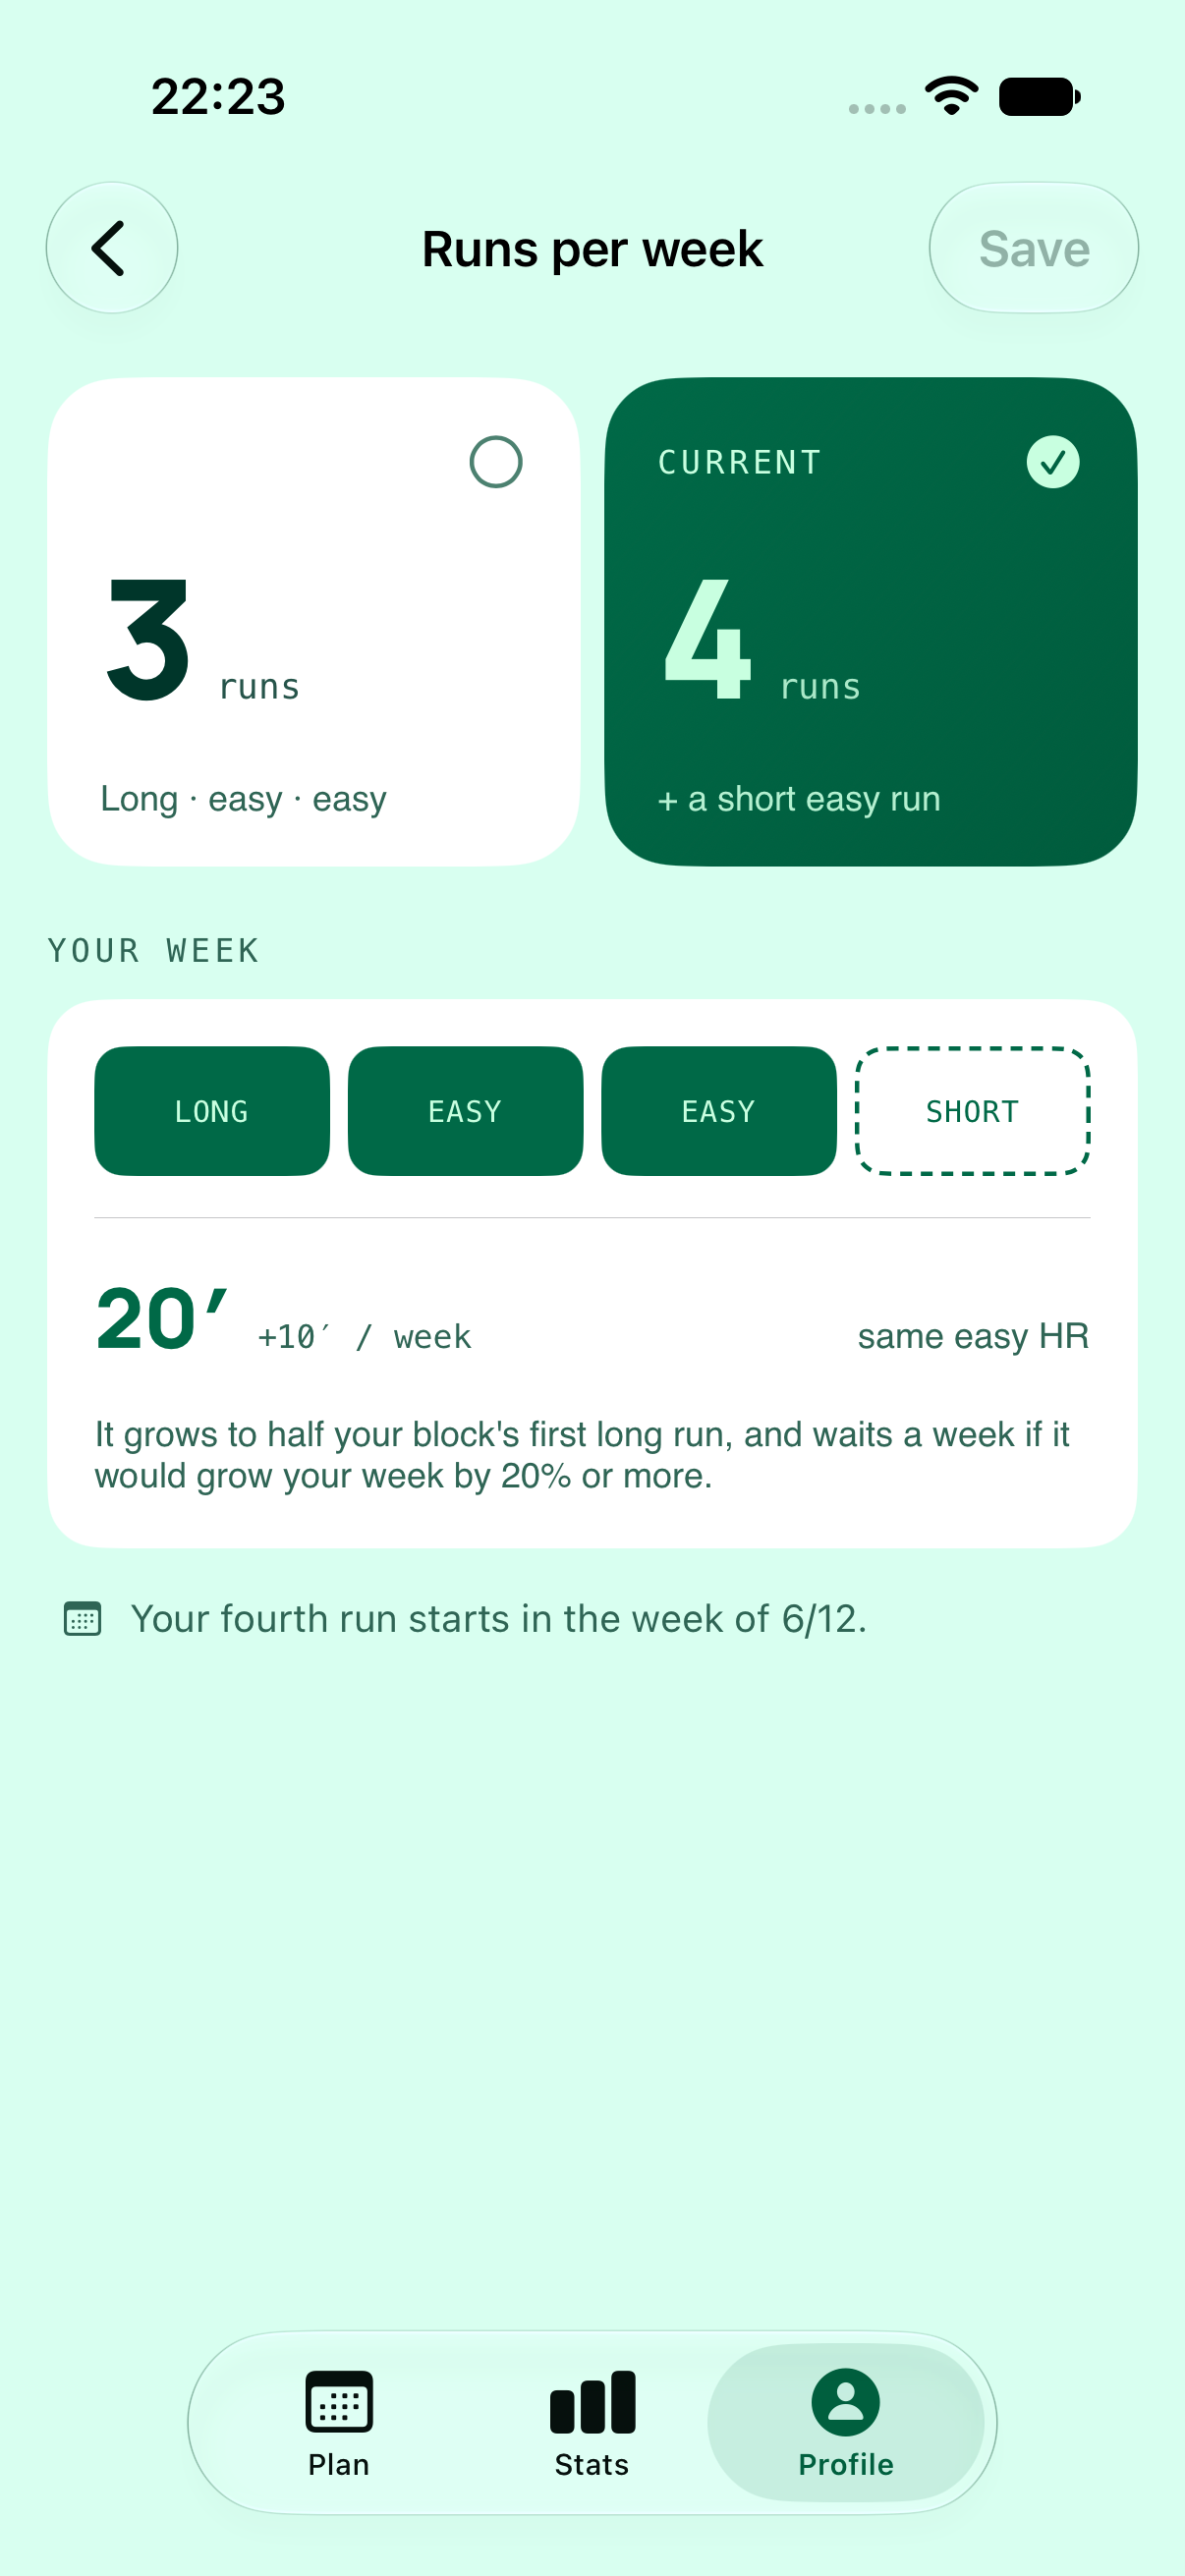 22:23
Runs per week
Save
CURRENT
3 runs
4 runs
Long · easy · easy
+ a short easy run
YOUR WEEK
LONG
EASY
EASY
SHORT
20′ +10′ / week
same easy HR
It grows to half your block's first long run, and waits a week if it
would grow your week by 20% or more.
Your fourth run starts in the week of 6/12.
Plan
Stats
Profile